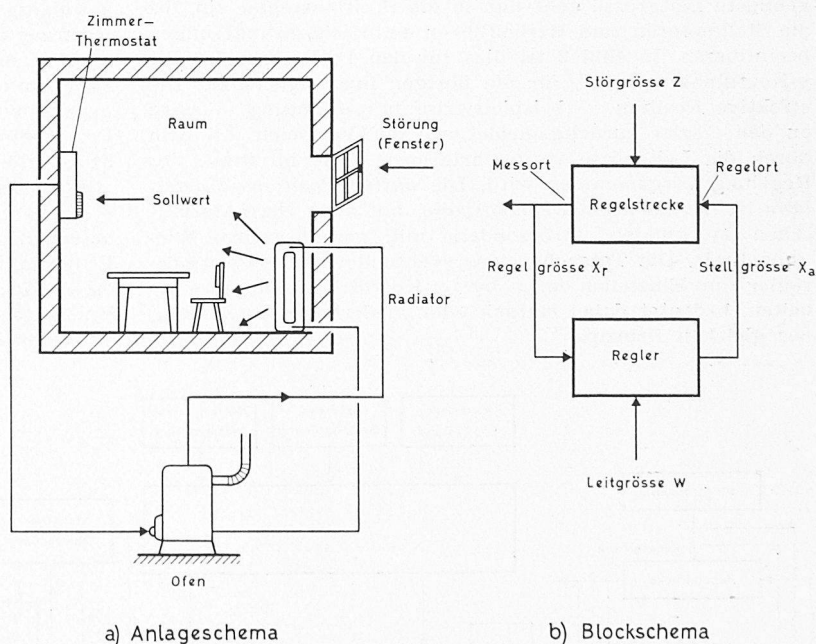 Zimmer-
Thermostat
Raum
Störung
(Fenster)
Sollwert
Radiator
Ofen
a) Anlageschema
Störgrösse Z
Messort
Regelort
Regelstrecke
Regel grösse Xr
Stell grösse Xa
Regler
Leitgrösse W
b) Blockschema